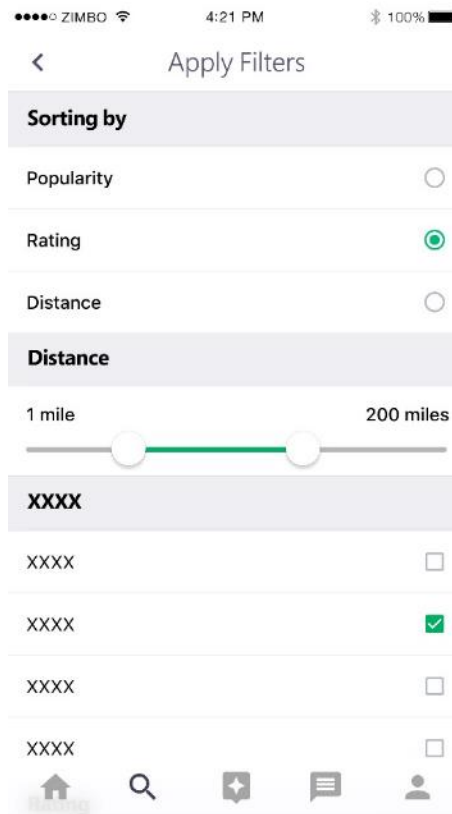 ZIMBO 4:21 PM 100%
Apply Filters
Sorting by
Popularity
Rating
Distance
Distance
1 mile 200 miles
XXXX
XXXX
XXXX
XXXX
XXXX
Rating